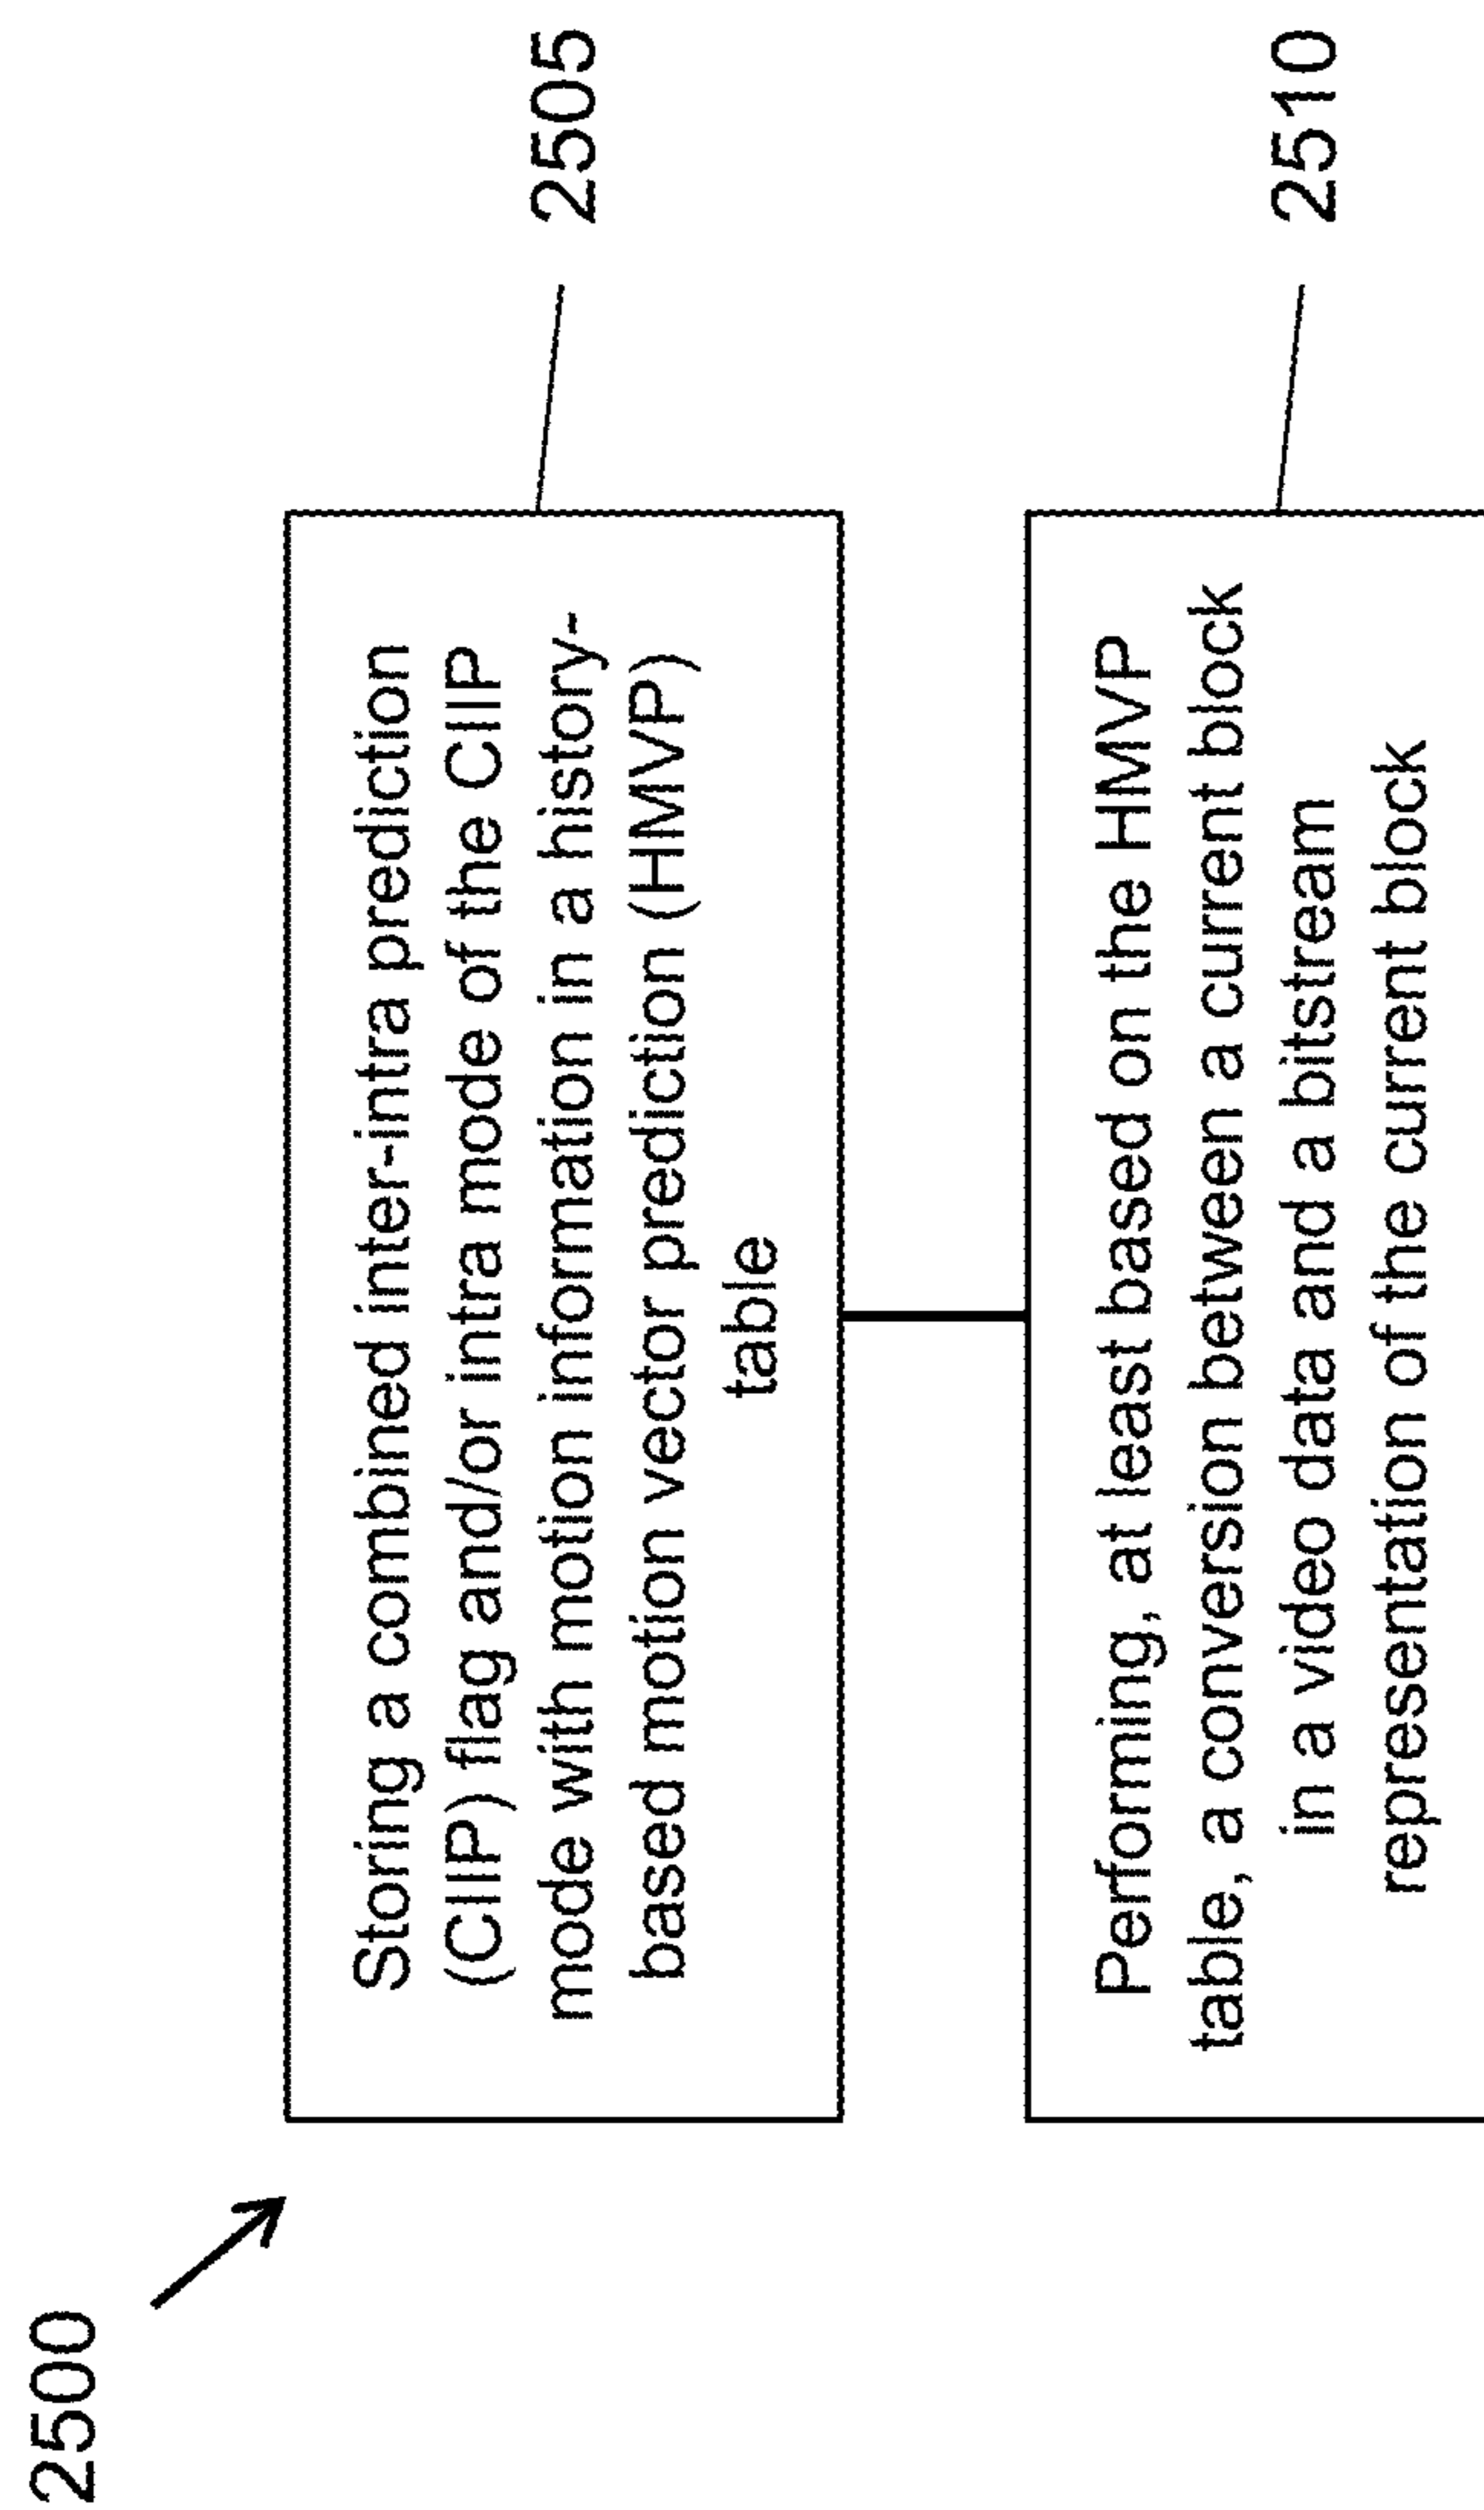 2500
Storing a combined inter-intra prediction
(CIIP) flag and/or intra mode of the CIIP
mode with motion information in a history-
based motion vector prediction (HMVP)
table
2505
Performing, at least based on the HMVP
table, a conversion between a current block
in a video data and a bitstream
representation of the current block
2510